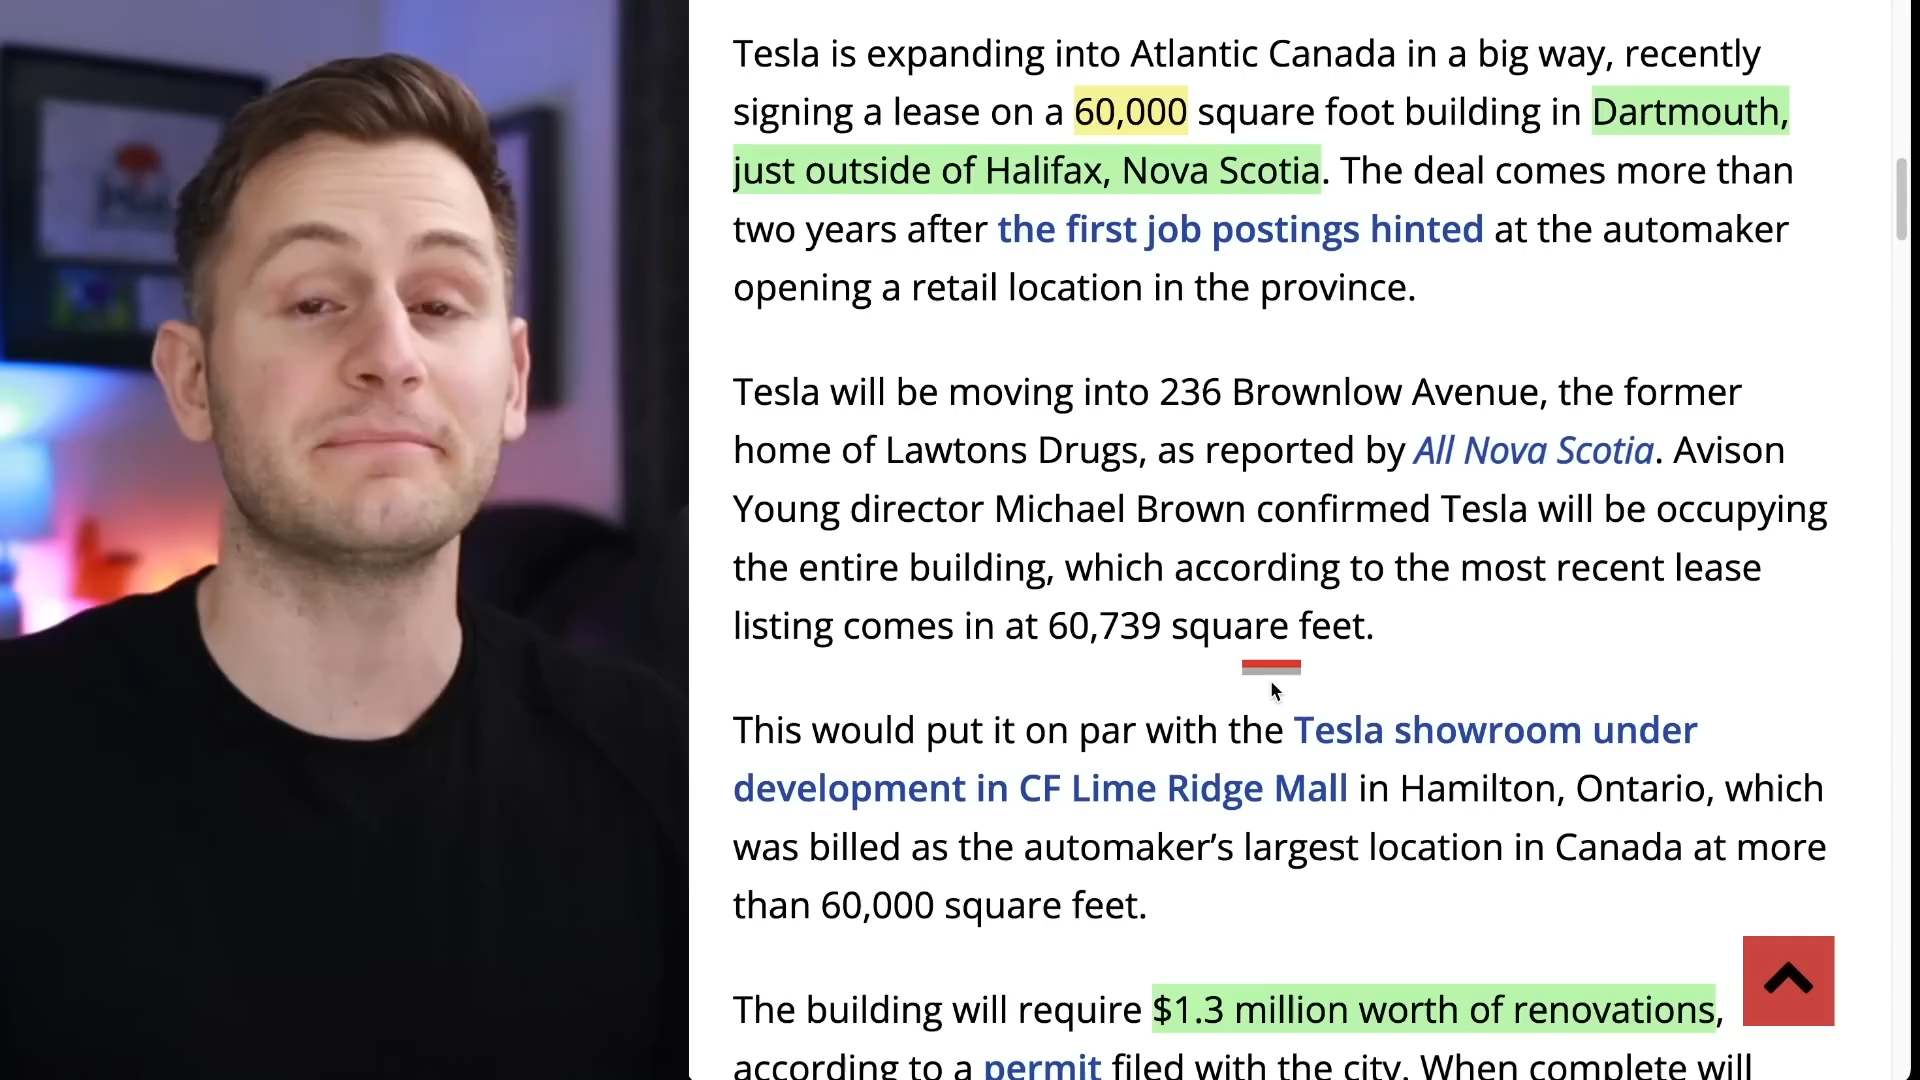 Tesla is expanding into Atlantic Canada in a big way, recently
signing a lease on a 60,000 square foot building in Dartmouth,
just outside of Halifax, Nova Scotia. The deal comes more than
two years after the first job postings hinted at the automaker
opening a retail location in the province.
Tesla will be moving into 236 Brownlow Avenue, the former
home of Lawtons Drugs, as reported by All Nova Scotia. Avison
Young director Michael Brown confirmed Tesla will be occupying
the entire building, which according to the most recent lease
listing comes in at 60,739 square feet.
This would put it on par with the Tesla showroom under
development in CF Lime Ridge Mall in Hamilton, Ontario, which
was billed as the automaker’s largest location in Canada at more
than 60,000 square feet.
The building will require $1.3 million worth of renovations,
according to a permit filed with the city. When complete will